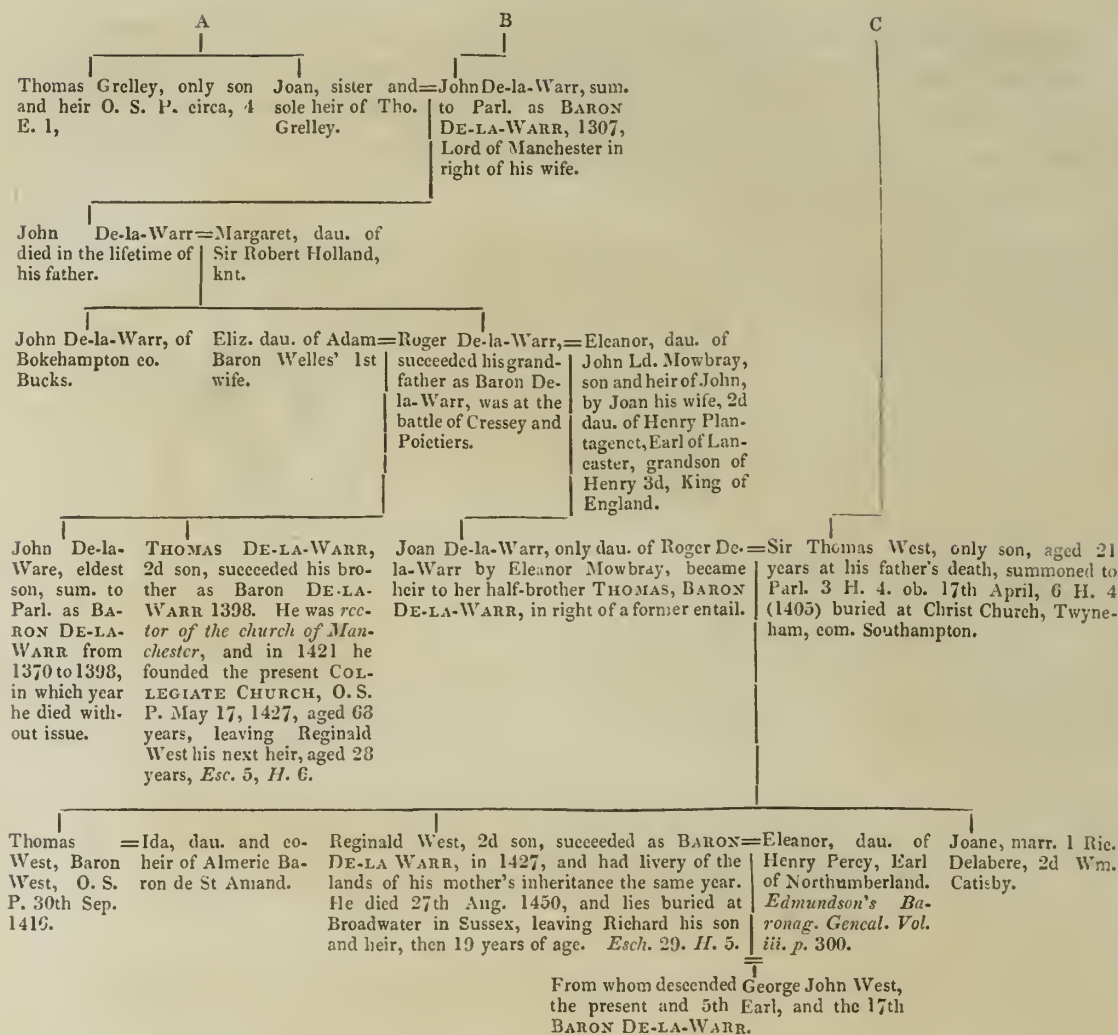 A
B
C
Thomas Grelley, only son
and heir O. S. P. circa, 4
E. 1,
Joan, sister and=
sole heir of Tho.
Grelley.
John De-la-Warr, sum.
to Parl. as BARON
DE-LA-WARR, 1307,
Lord of Manchester in
right of his wife.
John De-la-Warr=
died in the lifetime of
his father.
Margaret, dau. of
Sir Robert Holland,
knt.
John De-la-Warr, of
Bokehampton co.
Bucks.
Eliz. dau. of Adam=
Baron Welles' 1st
wife.
Roger De-la-Warr,=
succeeded his grand-
father as Baron De-
la-Warr, was at the
battle of Cressey and
Poictiers.
Eleanor, dau. of
John Ld. Mowbray,
son and heir of John,
by Joan his wife, 2d
dau. of Henry Plan-
tagenet, Earl of Lan-
caster, grandson of
Henry 3d, King of
England.
John De-la-
Ware, eldest
son, sum. to
Parl. as BA-
RON DE-LA-
WARR from
1370 to 1398,
in which year
he died with-
out issue.
THOMAS DE-LA-WARR,
2d son, succeeded his bro-
ther as Baron DE-LA-
WARR 1398. He was rec-
tor of the church of Man-
chester, and in 1421 he
founded the present COL-
LEGIATE CHURCH, O. S.
P. May 17, 1427, aged 63
years, leaving Reginald
West his next heir, aged 28
years, Esc. 5, H. 6.
Joan De-la-Warr, only dau. of Roger De-=
la-Warr by Eleanor Mowbray, became
heir to her half-brother THOMAS, BARON
DE-LA-WARR, in right of a former entail.
Sir Thomas West, only son, aged 21
years at his father's death, summoned to
Parl. 3 H. 4. ob. 17th April, 6 H. 4
(1405) buried at Christ Church, Twyne-
ham, com. Southampton.
Thomas =
West, Baron
West, O. S.
P. 30th Sep.
1416.
Ida, dau. and co-
heir of Almeric Ba-
ron de St Amand.
Reginald West, 2d son, succeeded as BARON=
DE-LA WARR, in 1427, and had livery of the
lands of his mother's inheritance the same year.
He died 27th Aug. 1450, and lies buried at
Broadwater in Sussex, leaving Richard his son
and heir, then 19 years of age. Esch. 29. H. 5.
Eleanor, dau. of
Henry Percy, Earl
of Northumberland.
Edmundson's Ba-
ronag. Geneal. Vol.
iii. p. 300.
Joane, marr. 1 Ric.
Delabere, 2d Wm.
Catisby.
From whom descended George John West,
the present and 5th Earl, and the 17th
BARON DE-LA-WARR.